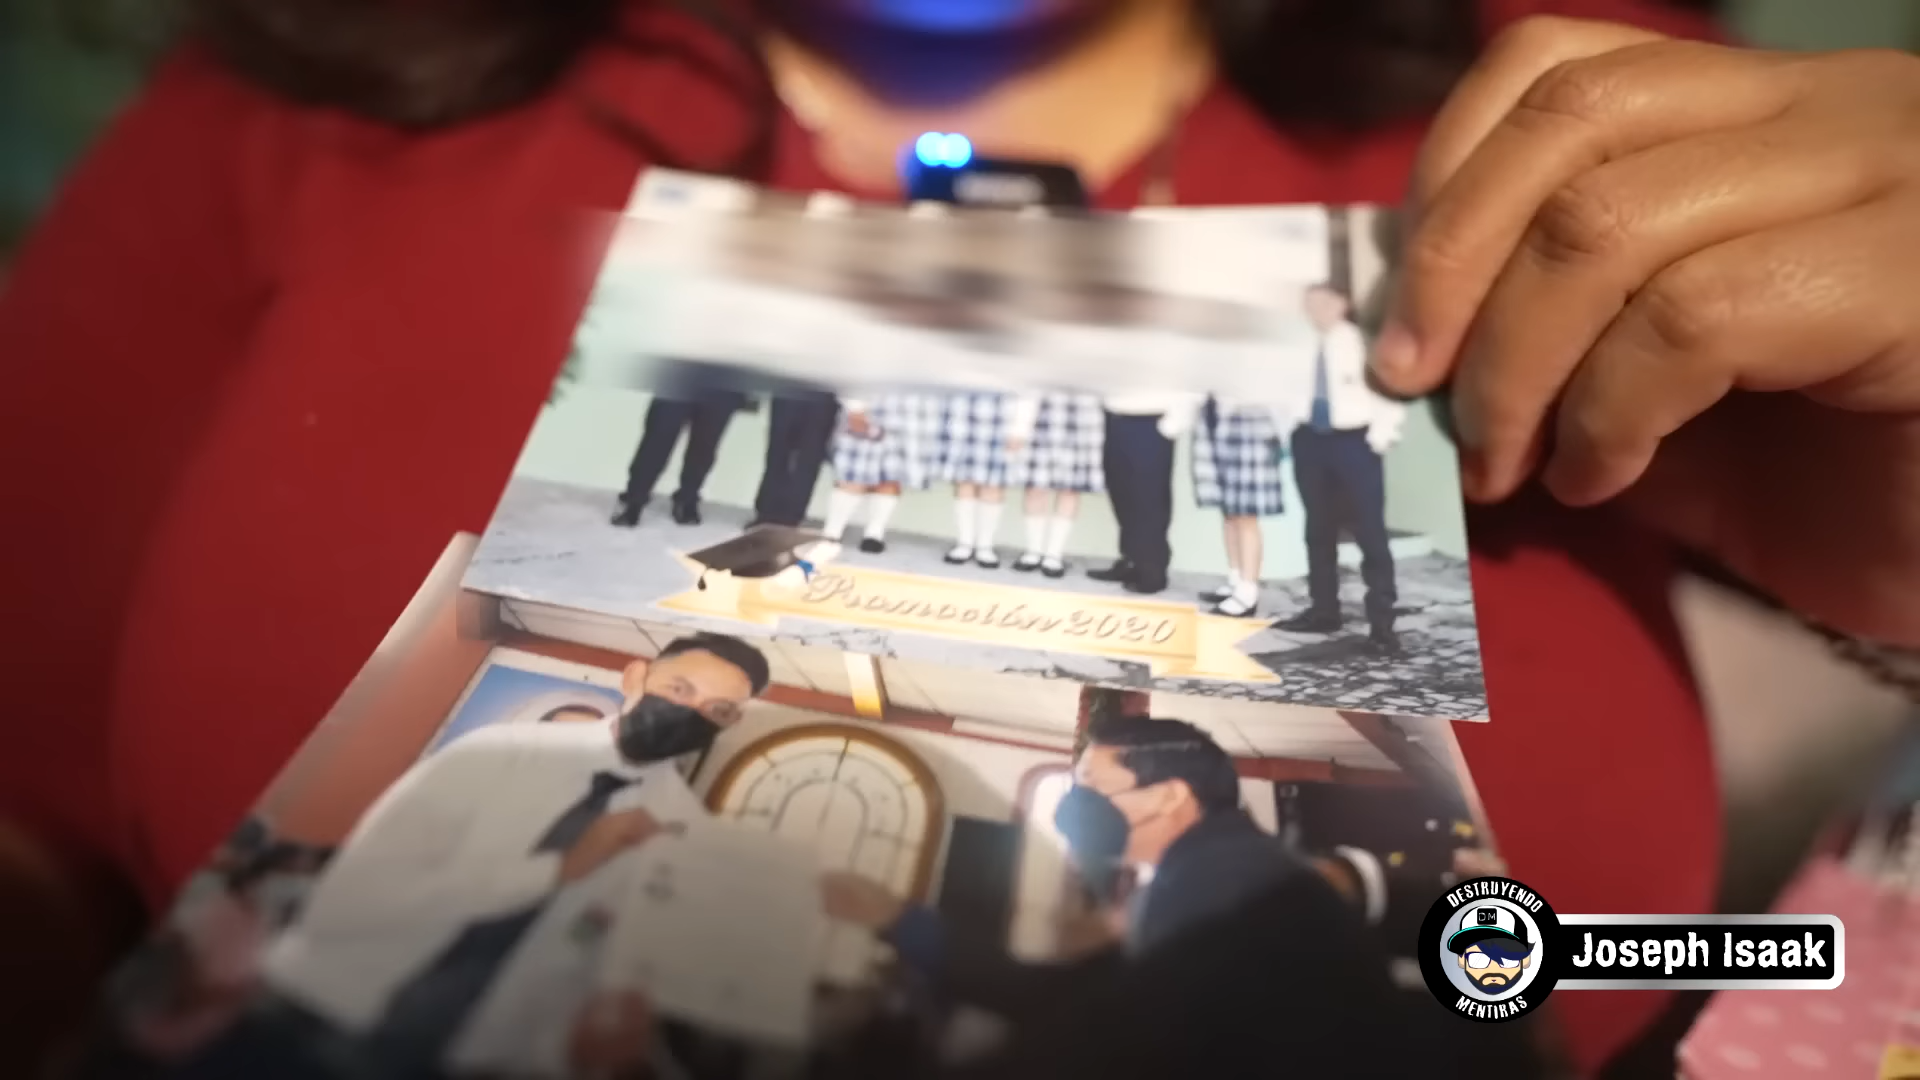 Promoción 2020
DESTRUYENDO
DM
MENTIRAS
Joseph Isaak